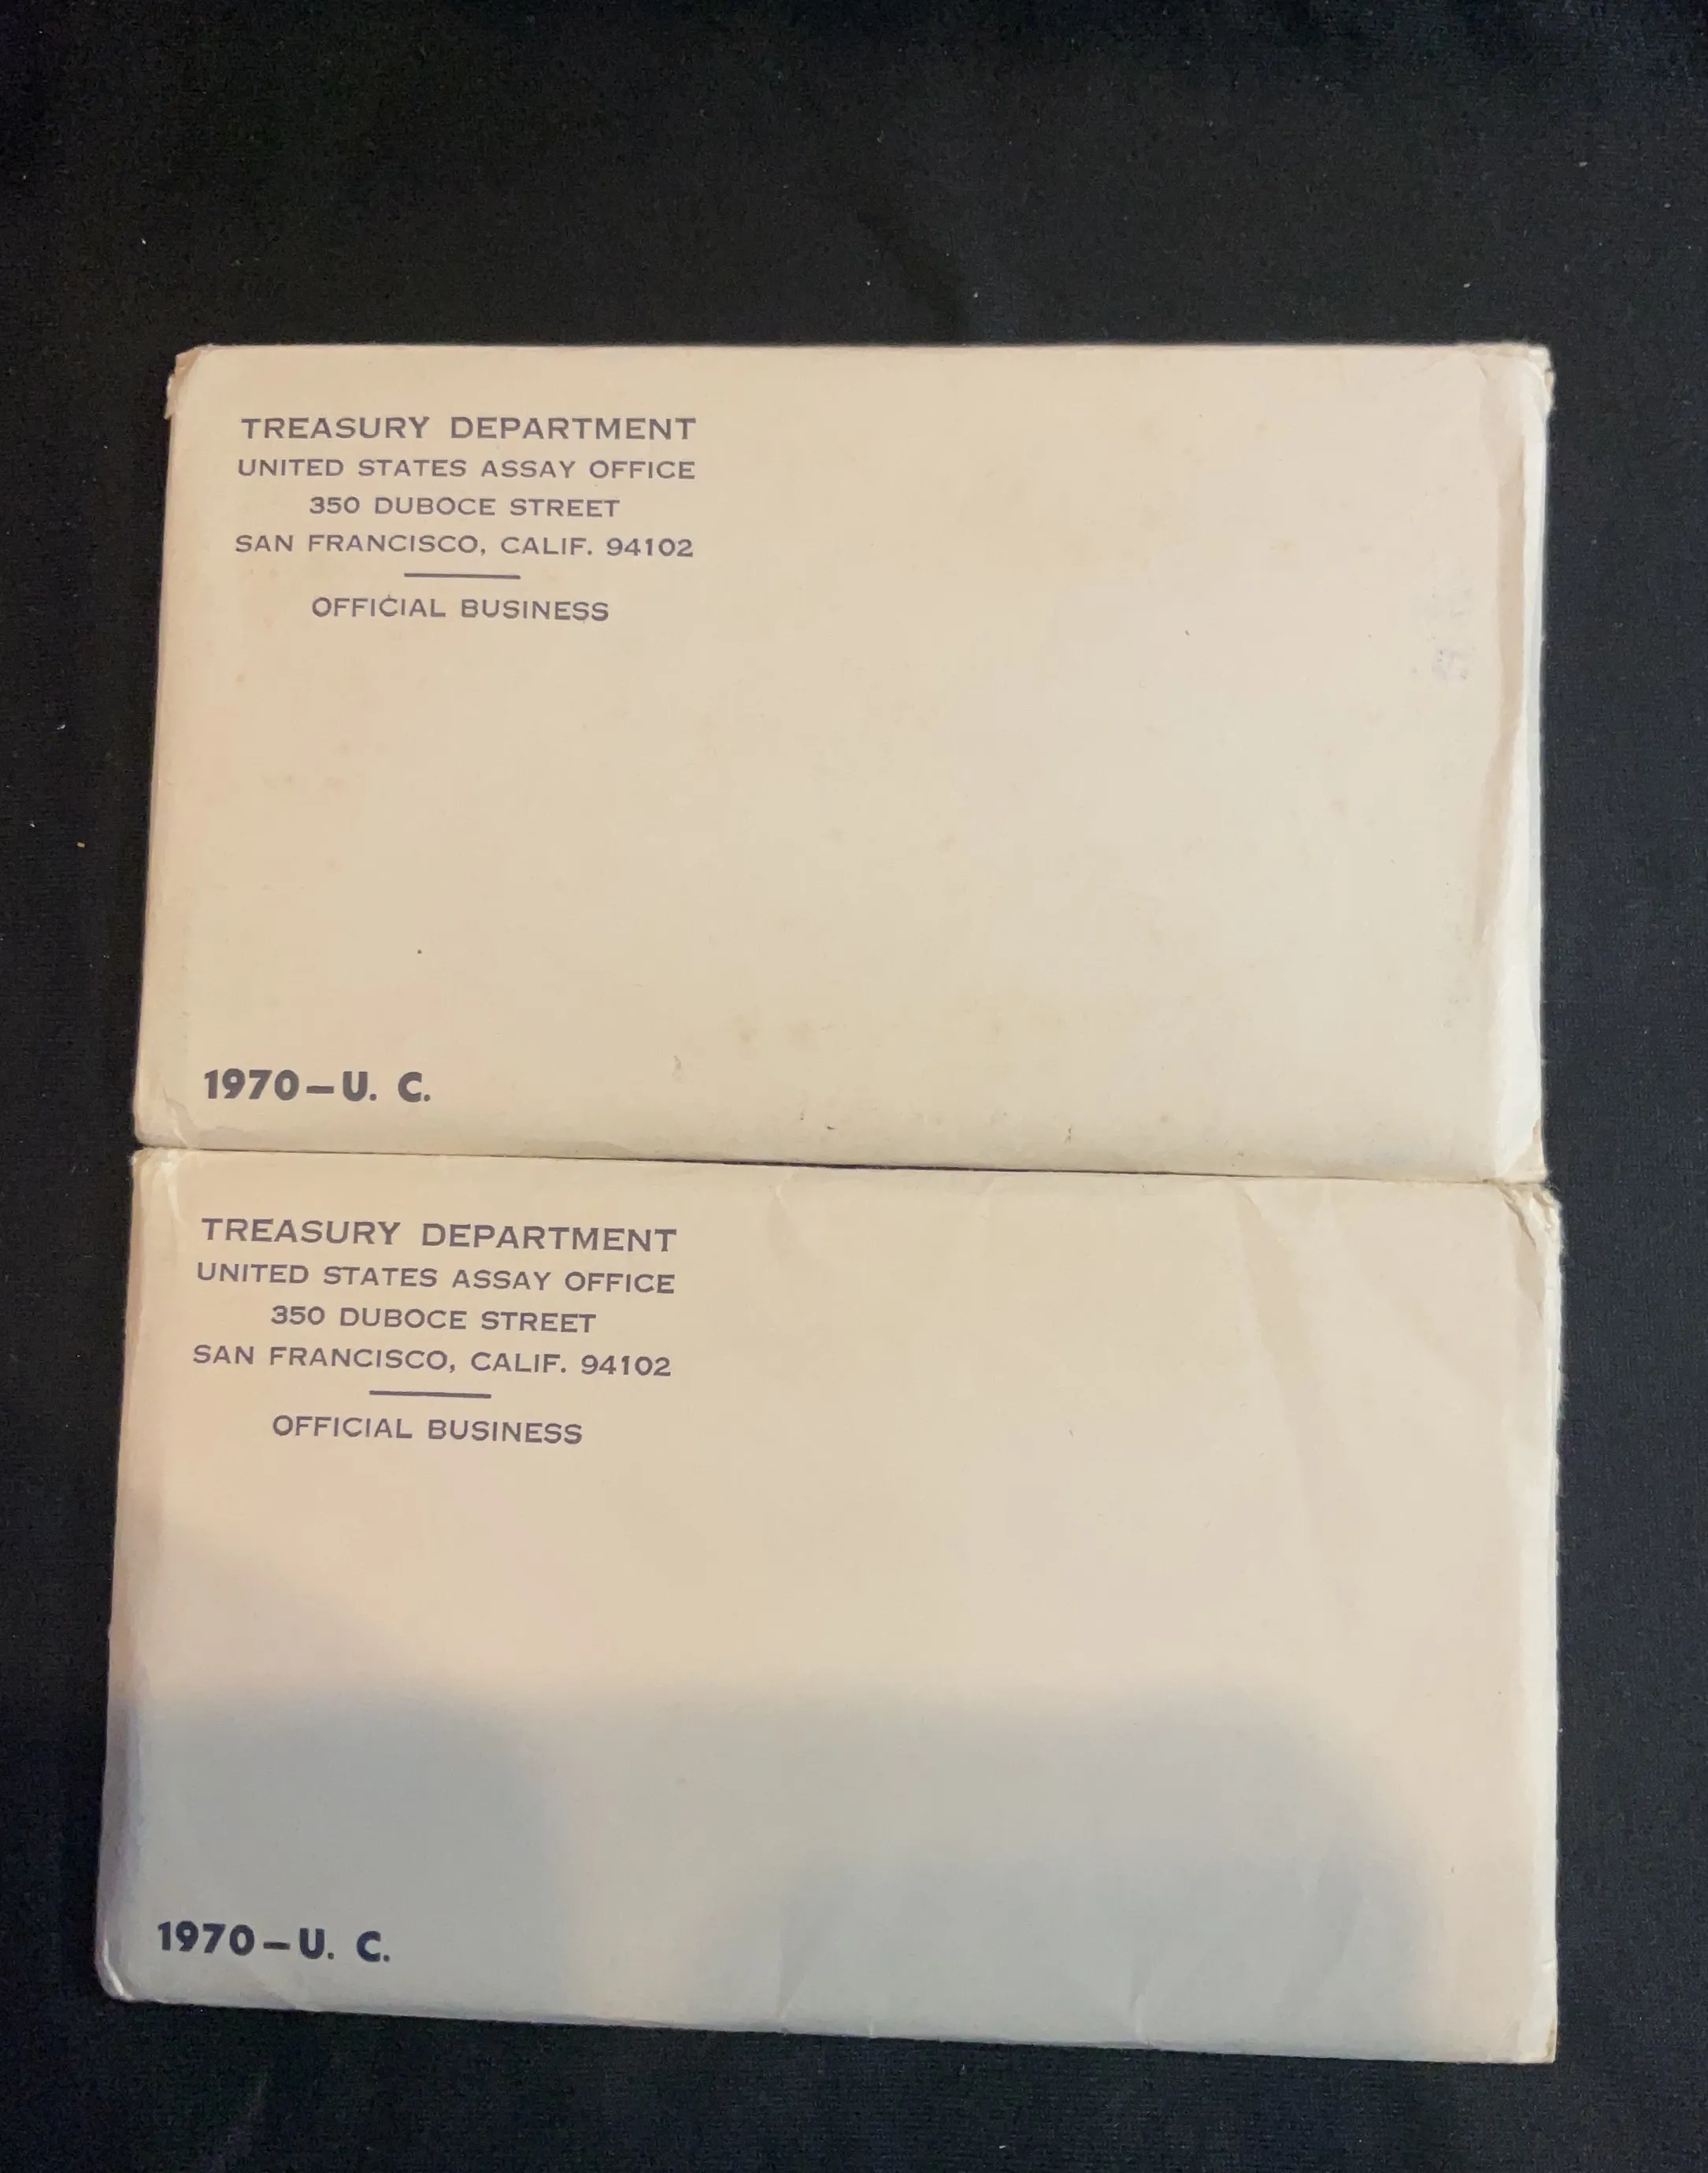 TREASURY DEPARTMENT
UNITED STATES ASSAY OFFICE
350 DUBOCE STREET
SAN FRANCISCO, CALIF. 94102
OFFICIAL BUSINESS
1970—U. C.
TREASURY DEPARTMENT
UNITED STATES ASSAY OFFICE
350 DUBOCE STREET
SAN FRANCISCO, CALIF. 94102
OFFICIAL BUSINESS
1970—U. C.